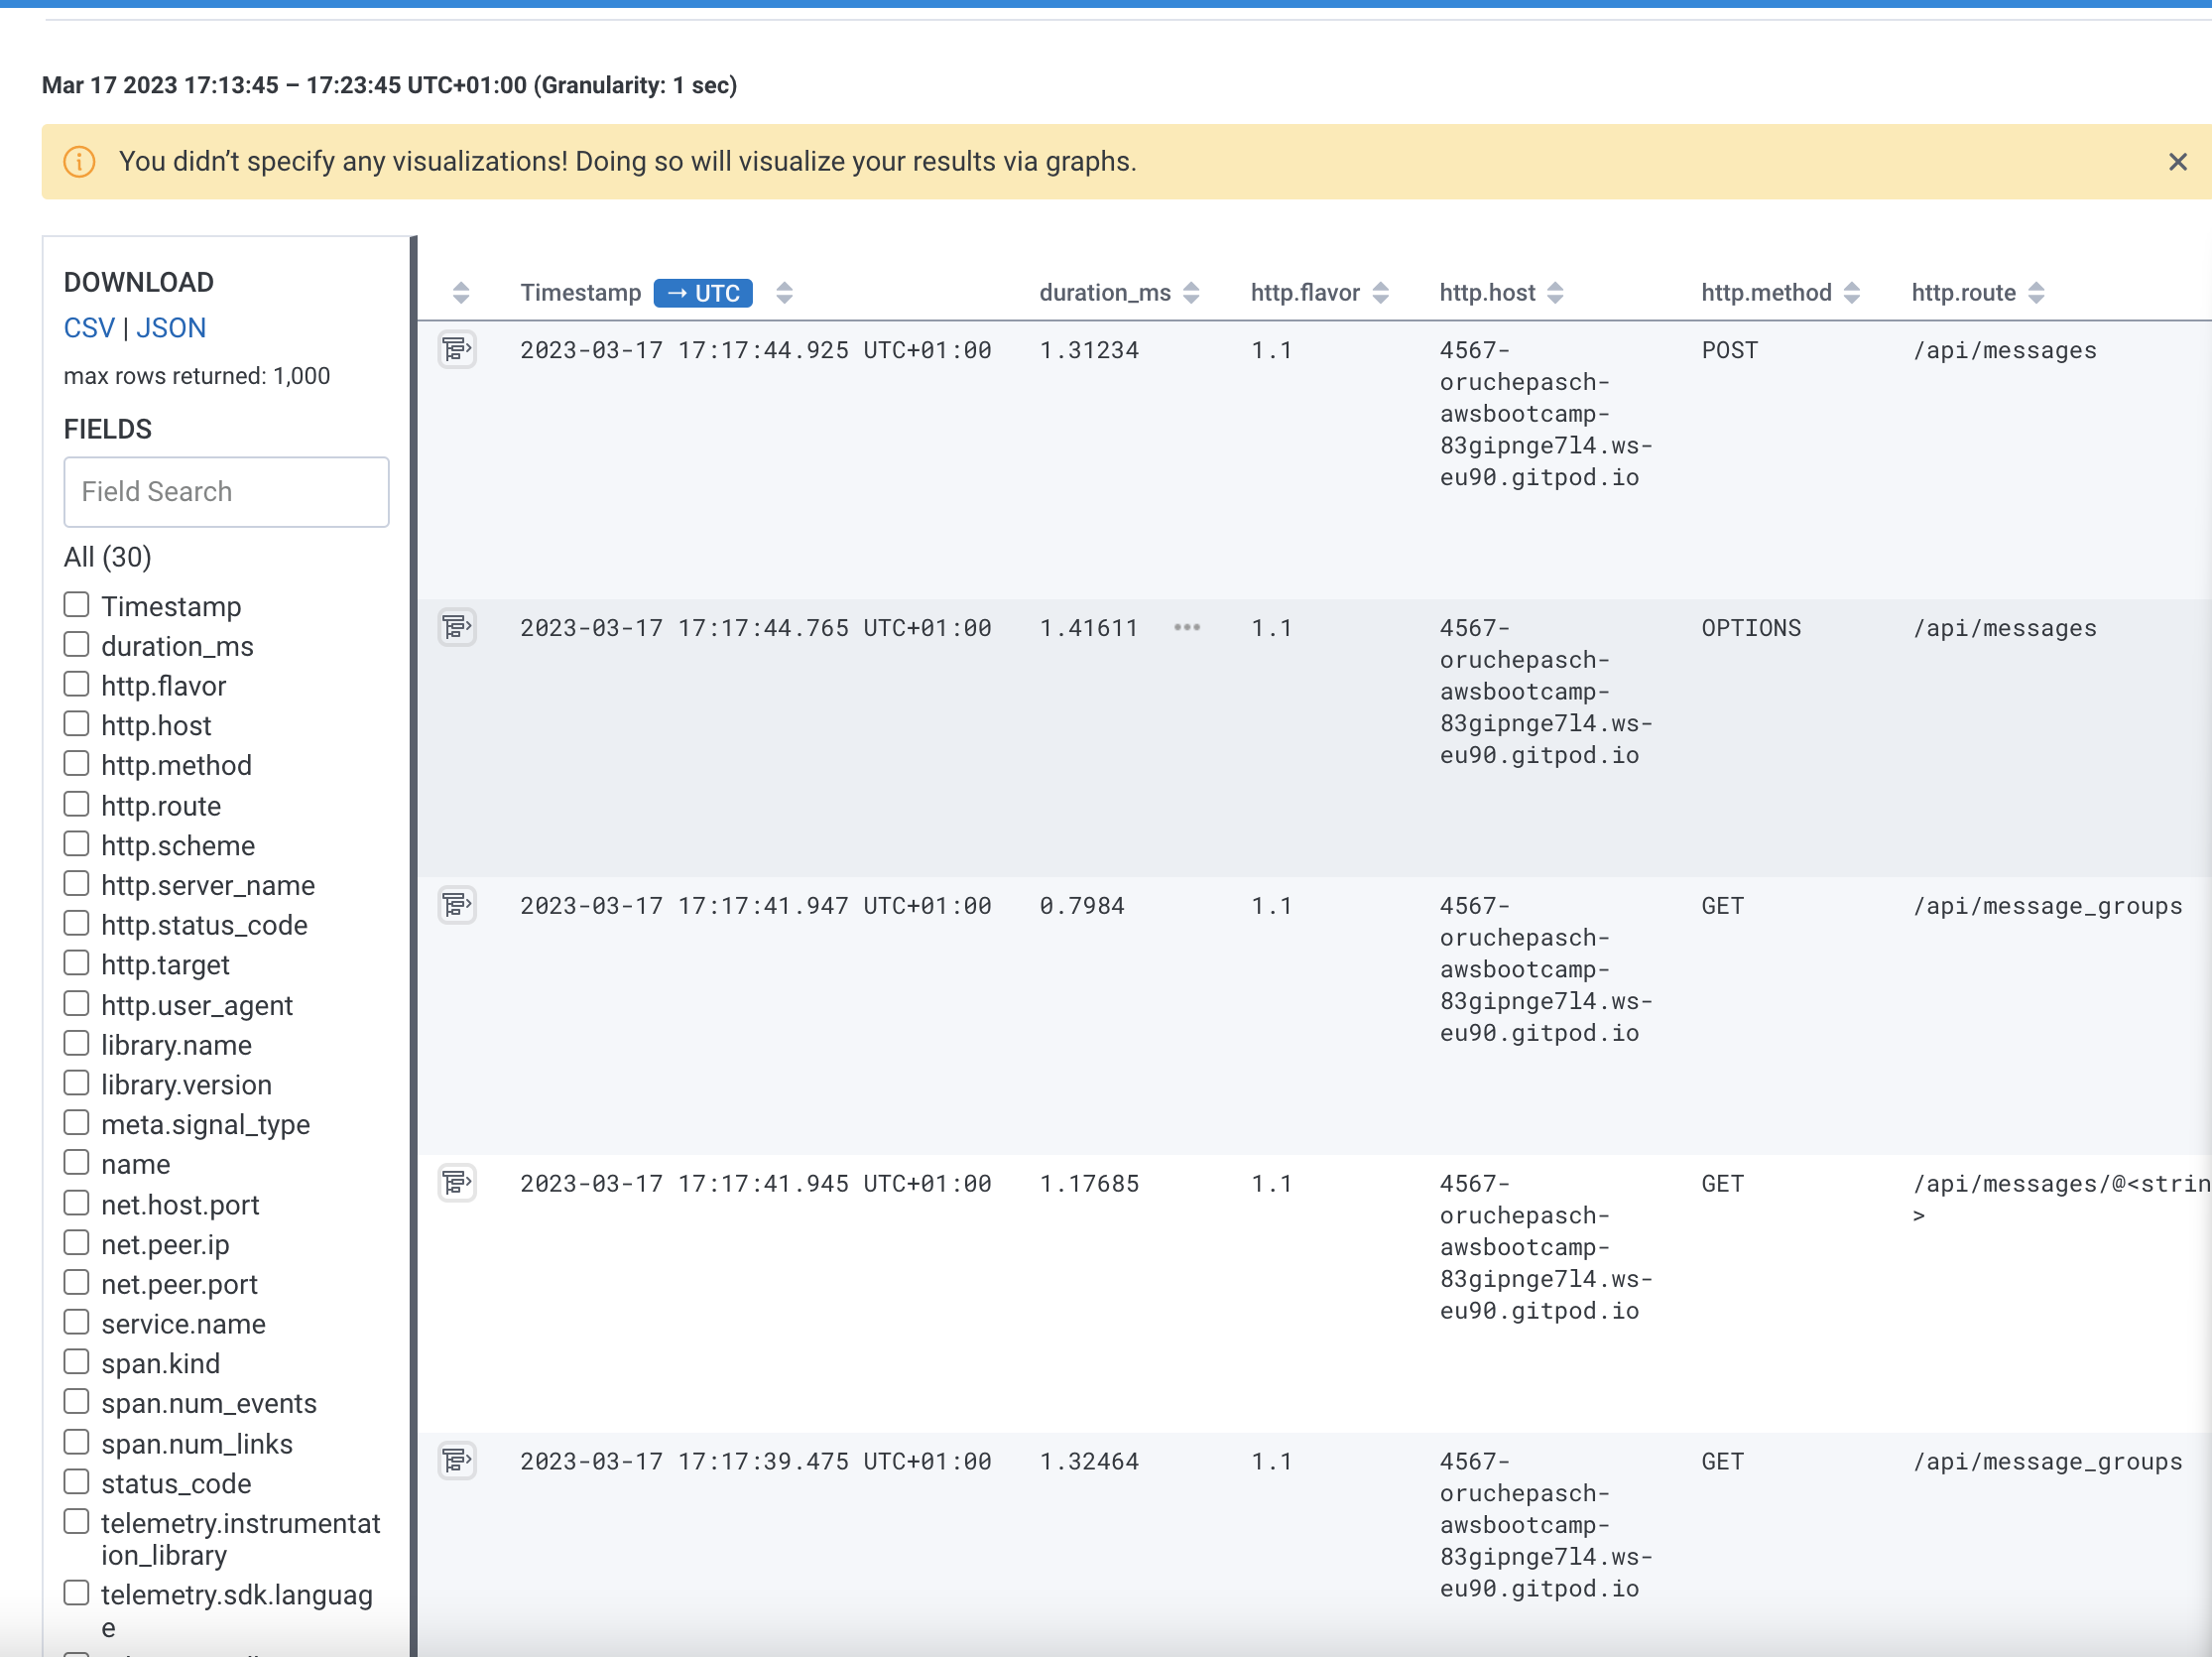 Mar 17 2023 17:13:45 – 17:23:45 UTC+01:00 (Granularity: 1 sec)
You didn’t specify any visualizations! Doing so will visualize your results via graphs.
DOWNLOAD
CSV | JSON
max rows returned: 1,000
FIELDS
Field Search
All (30)
Timestamp
duration_ms
http.flavor
http.host
http.method
http.route
http.scheme
http.server_name
http.status_code
http.target
http.user_agent
library.name
library.version
meta.signal_type
name
net.host.port
net.peer.ip
net.peer.port
service.name
span.kind
span.num_events
span.num_links
status_code
telemetry.instrumentat
ion_library
telemetry.sdk.languag
e
Timestamp → UTC duration_ms http.flavor http.host http.method http.route
2023-03-17 17:17:44.925 UTC+01:00 1.31234 1.1 4567- POST /api/messages
oruchepasch-
awsbootcamp-
83gipnge7l4.ws-
eu90.gitpod.io
2023-03-17 17:17:44.765 UTC+01:00 1.41611 ••• 1.1 4567- OPTIONS /api/messages
oruchepasch-
awsbootcamp-
83gipnge7l4.ws-
eu90.gitpod.io
2023-03-17 17:17:41.947 UTC+01:00 0.7984 1.1 4567- GET /api/message_groups
oruchepasch-
awsbootcamp-
83gipnge7l4.ws-
eu90.gitpod.io
2023-03-17 17:17:41.945 UTC+01:00 1.17685 1.1 4567- GET /api/messages/@<strin
oruchepasch- >
awsbootcamp-
83gipnge7l4.ws-
eu90.gitpod.io
2023-03-17 17:17:39.475 UTC+01:00 1.32464 1.1 4567- GET /api/message_groups
oruchepasch-
awsbootcamp-
83gipnge7l4.ws-
eu90.gitpod.io